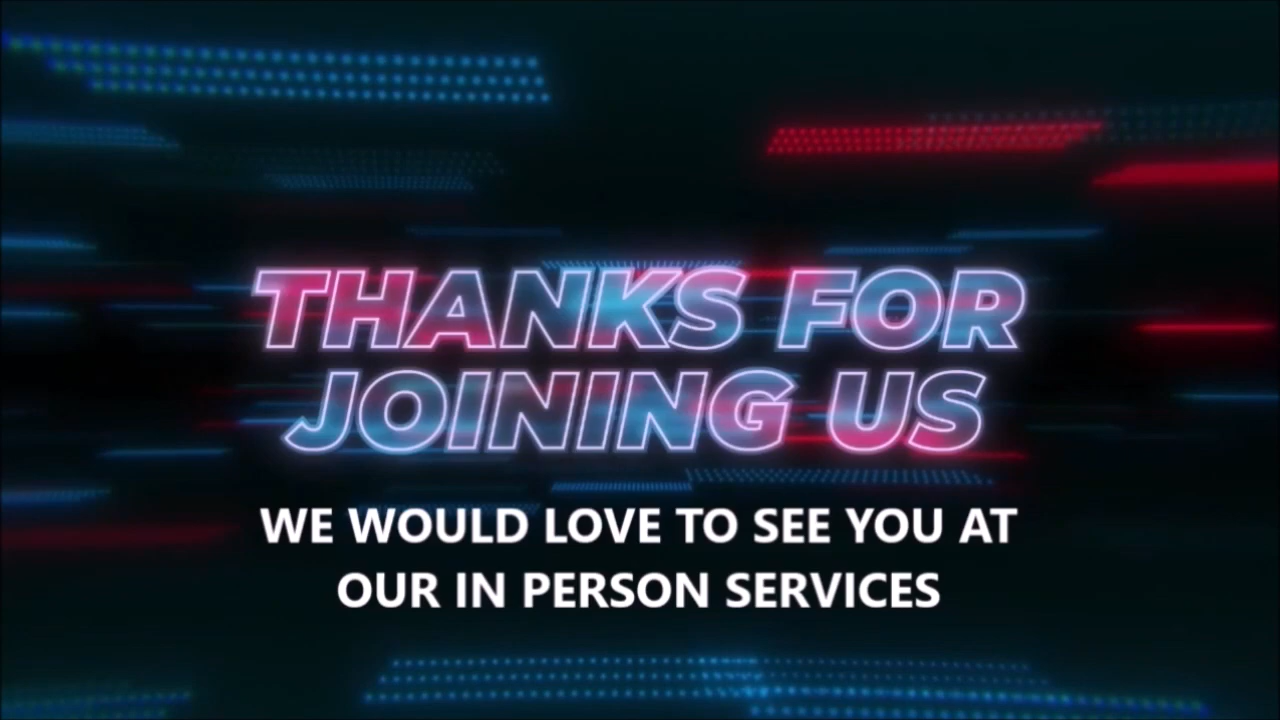 THANKS FOR
JOINING US
WE WOULD LOVE TO SEE YOU AT
OUR IN PERSON SERVICES